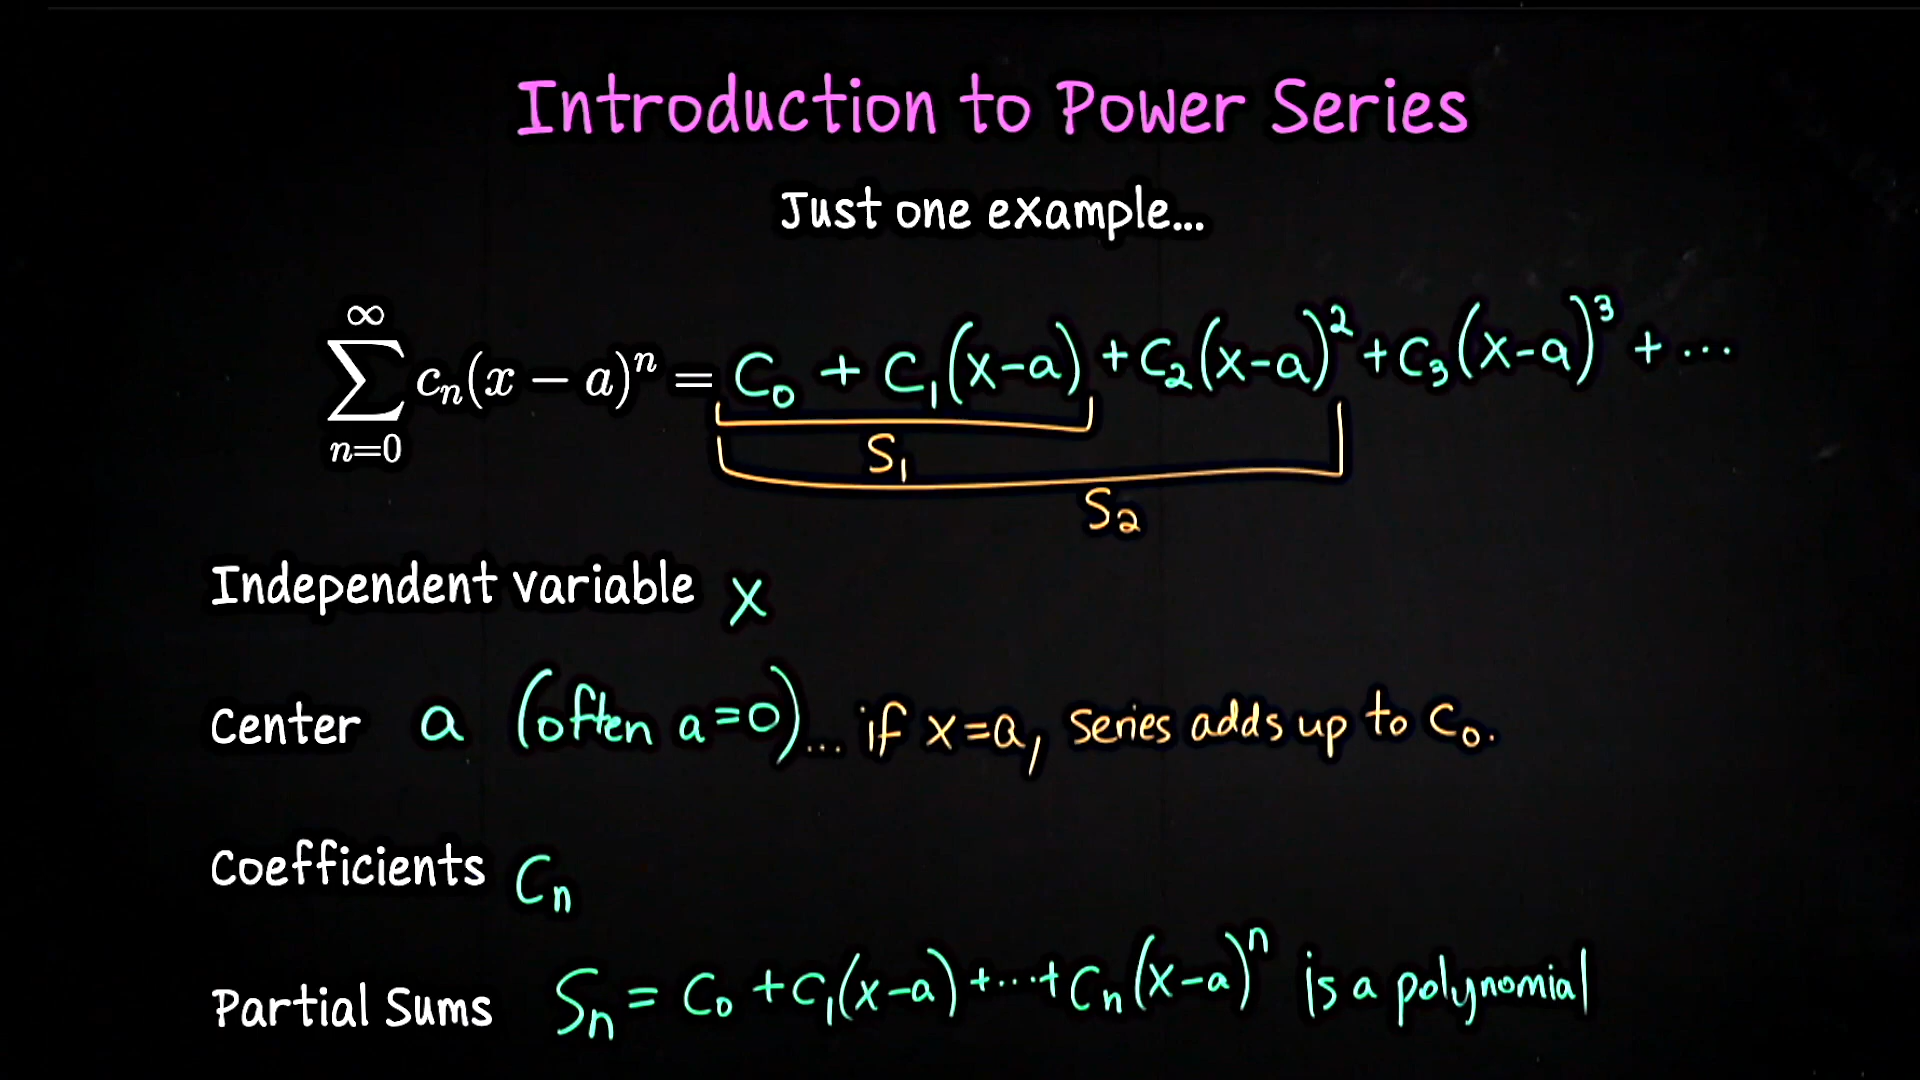 Introduction to Power Series
Just one example...
∞
∑ cₙ(x − a)ⁿ = C₀ + C₁(x-a) + C₂(x-a)² + C₃(x-a)³ + ...
n=0
S₁
S₂
Independent variable x
Center a (often a=0)... if x=a, series adds up to C₀.
Coefficients Cₙ
Partial Sums Sₙ = C₀ + C₁(x-a) + ... + Cₙ(x-a)ⁿ is a polynomial